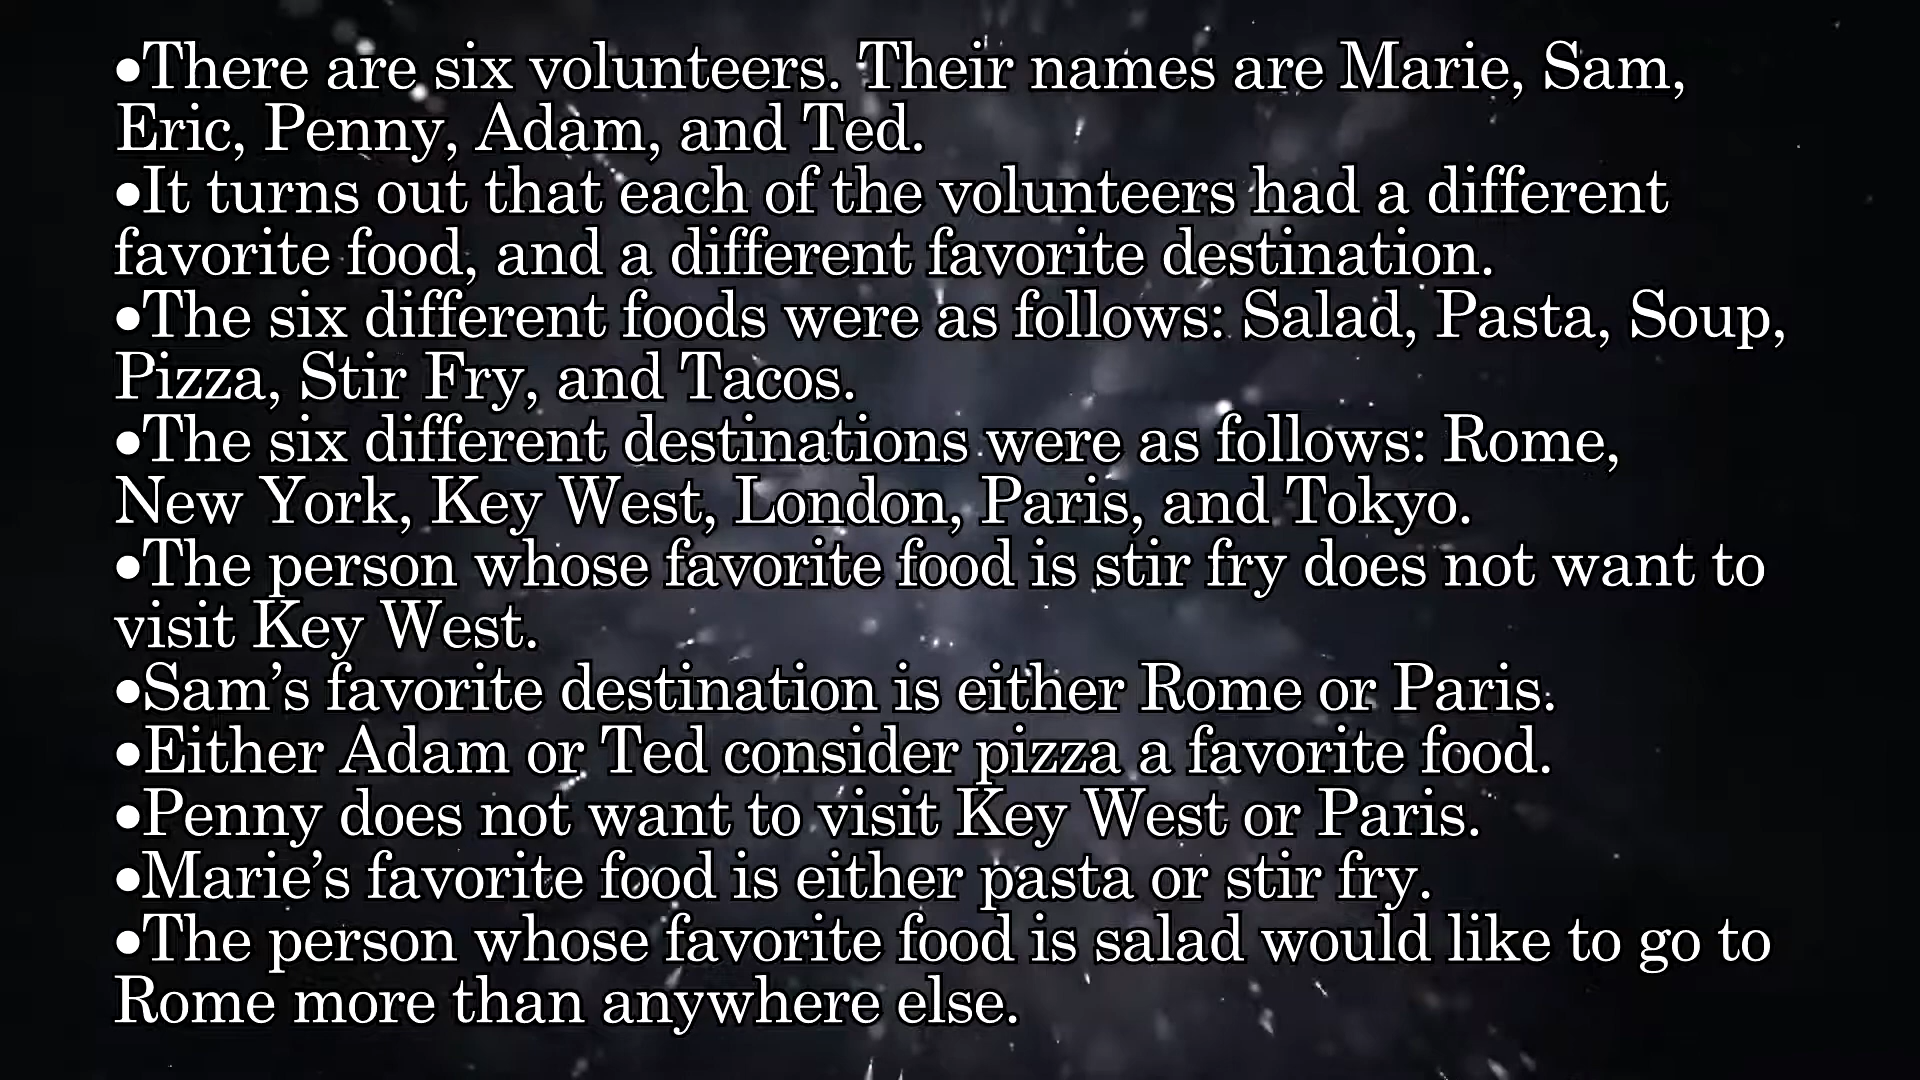 •There are six volunteers. Their names are Marie, Sam,
Eric, Penny, Adam, and Ted.
•It turns out that each of the volunteers had a different
favorite food, and a different favorite destination.
•The six different foods were as follows: Salad, Pasta, Soup,
Pizza, Stir Fry, and Tacos.
•The six different destinations were as follows: Rome,
New York, Key West, London, Paris, and Tokyo.
•The person whose favorite food is stir fry does not want to
visit Key West.
•Sam’s favorite destination is either Rome or Paris.
•Either Adam or Ted consider pizza a favorite food.
•Penny does not want to visit Key West or Paris.
•Marie’s favorite food is either pasta or stir fry.
•The person whose favorite food is salad would like to go to
Rome more than anywhere else.